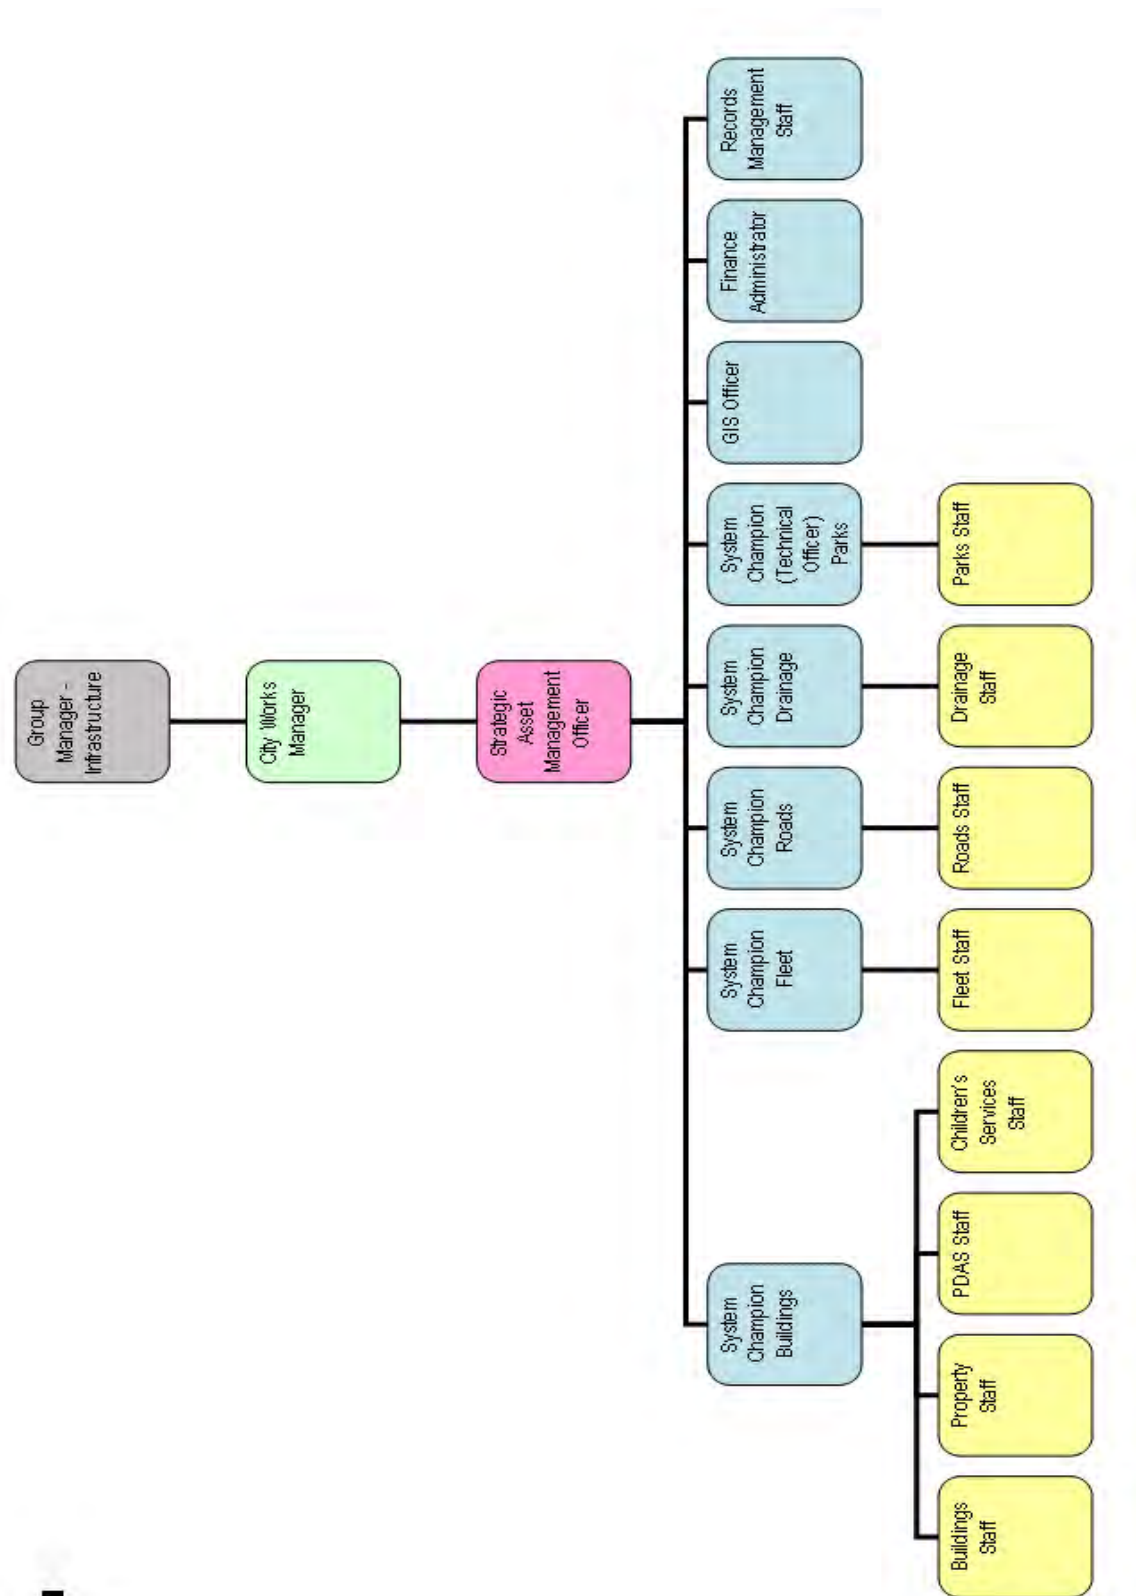 Group
Manager -
Infrastructure
City Works
Manager
Strategic
Asset
Management
Officer
System
Champion
Buildings
System
Champion
Fleet
System
Champion
Roads
System
Champion
Drainage
System
Champion
(Technical
Officer)
Parks
GIS Officer
Finance
Administrator
Records
Management
Staff
Buildings
Staff
Property
Staff
PDAS Staff
Children's
Services
Staff
Fleet Staff
Roads Staff
Drainage
Staff
Parks Staff